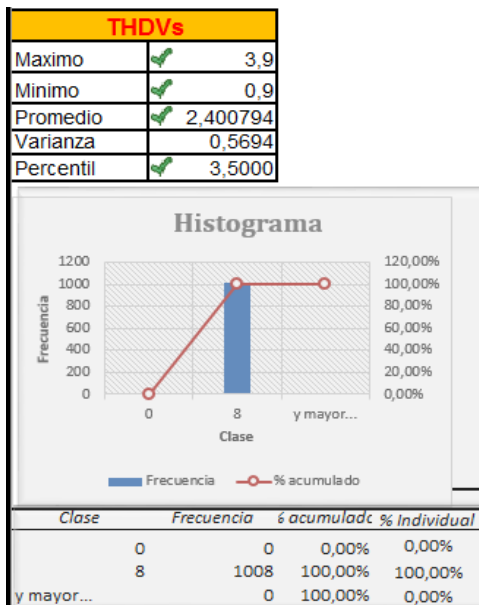 THDVs
Maximo 3,9
Minimo 0,9
Promedio 2,400794
Varianza 0,5694
Percentil 3,5000
Histograma
1200 120,00%
1000 100,00%
800 80,00%
600 60,00%
400 40,00%
200 20,00%
0 0,00%
Frecuencia
0 8 y mayor...
Clase
Frecuencia % acumulado
Clase Frecuencia % acumulado % Individual
0 0 0,00% 0,00%
8 1008 100,00% 100,00%
y mayor... 0 100,00% 0,00%